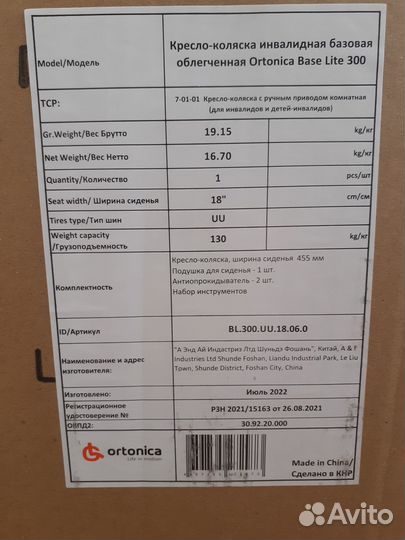 Model/Модель
Кресло-коляска инвалидная базовая
облегченная Ortonica Base Lite 300
ТСР:
7-01-01 Кресло-коляска с ручным приводом комнатная
(для инвалидов и детей-инвалидов)
Gr.Weight/Вес Брутто 19.15 kg/кг
Net Weight/Вес Нетто 16.70 kg/кг
Quantity/Количество 1 pcs/шт
Seat width/ Ширина сиденья 18" cm/см
Tires type/Тип шин UU
Weight capacity
/Грузоподъемность 130 kg/кг
Комплектность
Кресло-коляска, ширина сиденья 455 мм
Подушка для сиденья - 1 шт.
Антиопрокидыватель - 2 шт.
Набор инструментов
ID/Артикул BL.300.UU.18.06.0
Наименование и адрес
изготовителя:
"А Энд Ай Индастриз Лтд Шуньдэ Фошань", Китай, A & F
Industries Ltd Shunde Foshan, Liandu Industrial Park, Le Liu
Town, Shunde District, Foshan City, China
Изготовлено: Июль 2022
Регистрационное
удостоверение № РЗН 2021/15163 от 26.08.2021
ОКПД2: 30.92.20.000
ortonica
Life in motion
Made in China/
Сделано в КНР
Avito